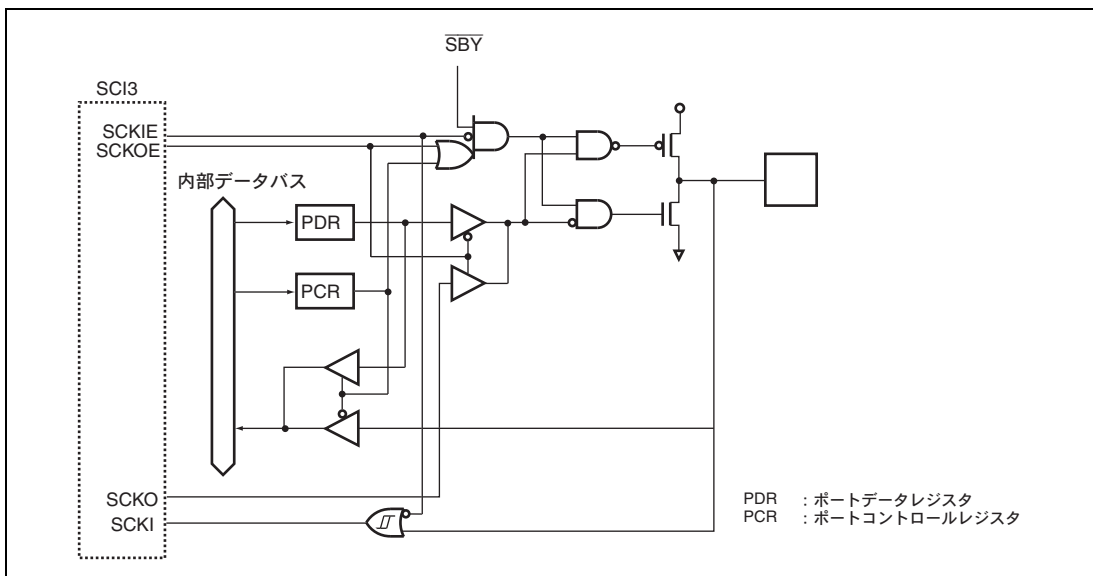 SBY
SCI3
SCKIE
SCKOE
内部データバス
PDR
PCR
SCKO
SCKI
PDR :ポートデータレジスタ
PCR :ポートコントロールレジスタ